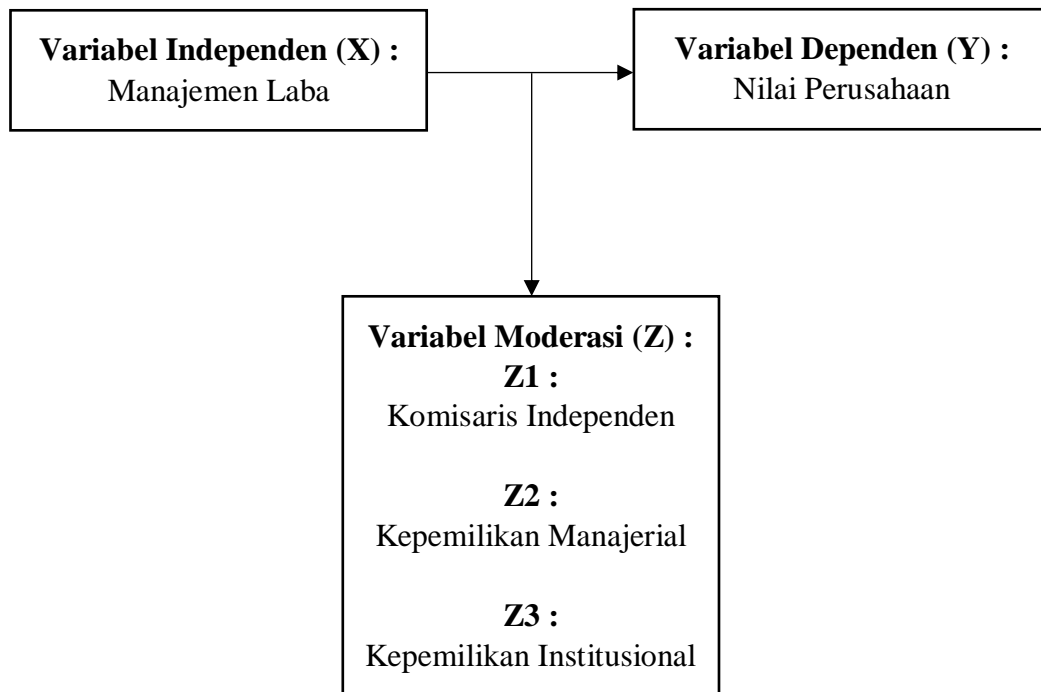 Variabel Independen (X) :
Manajemen Laba
Variabel Dependen (Y) :
Nilai Perusahaan
Variabel Moderasi (Z) :
Z1 :
Komisaris Independen
Z2 :
Kepemilikan Manajerial
Z3 :
Kepemilikan Institusional